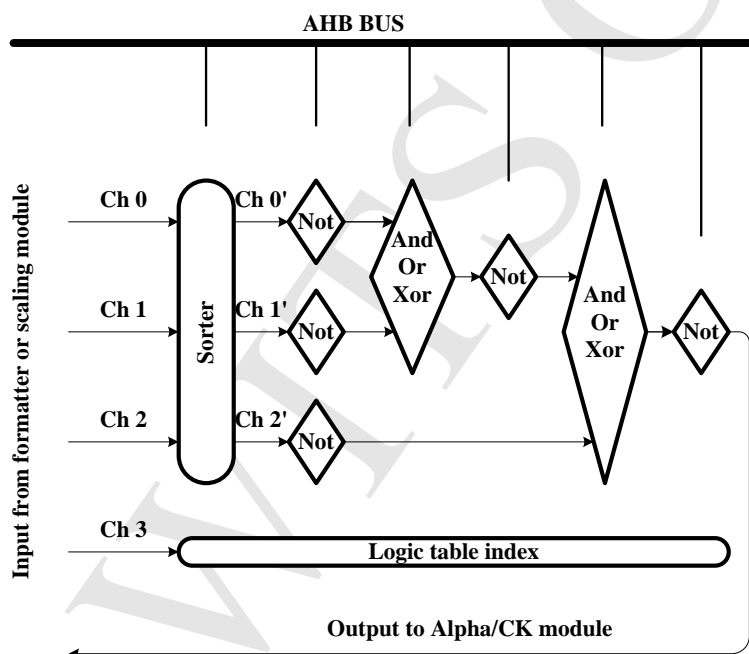 AHB BUS
Input from formatter or scaling module
Ch 0
Ch 0'
Not
And
Or
Xor
Not
And
Or
Xor
Not
Ch 1
Sorter
Ch 1'
Not
Ch 2
Ch 2'
Not
Ch 3
Logic table index
Output to Alpha/CK module